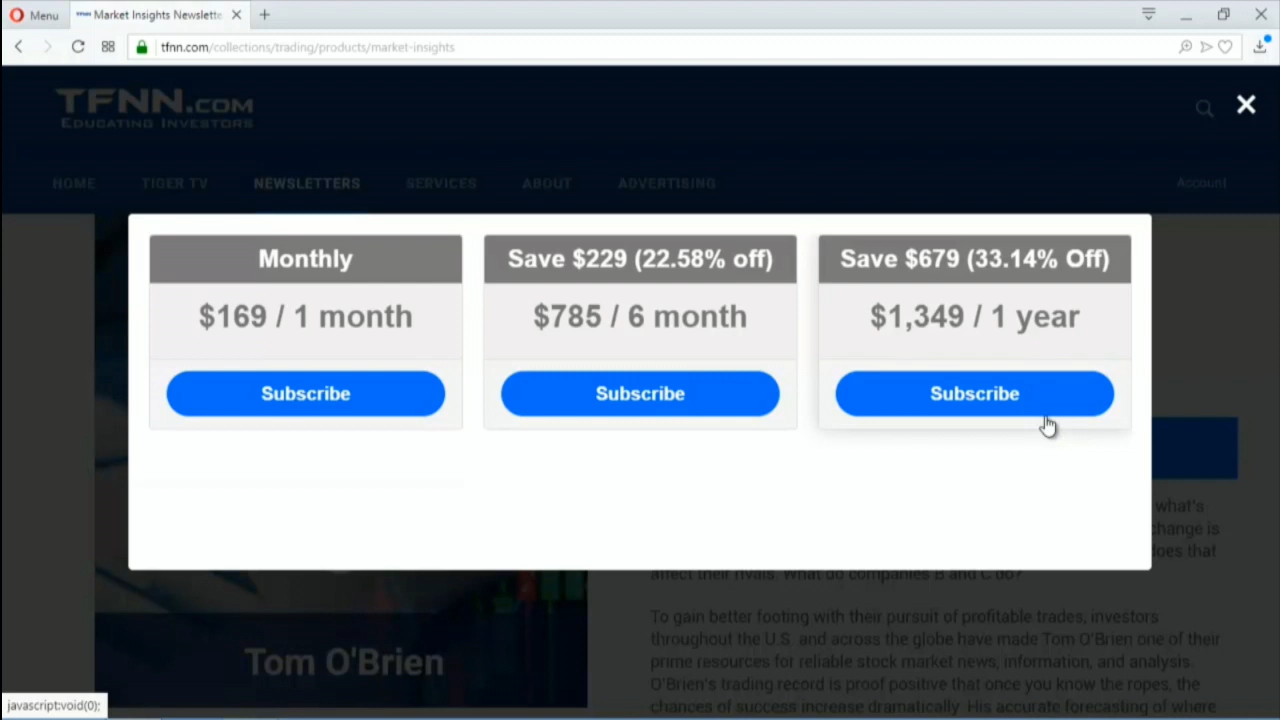 Menu
TFNN Market Insights Newslette
tfnn.com/collections/trading/products/market-insights
TFNN.COM
EDUCATING INVESTORS
HOME TIGER TV NEWSLETTERS SERVICES ABOUT ADVERTISING Account
Monthly
$169 / 1 month
Subscribe
Save $229 (22.58% off)
$785 / 6 month
Subscribe
Save $679 (33.14% Off)
$1,349 / 1 year
Subscribe
what's
change is
does that
affect their rivals. What do companies B and C do?
To gain better footing with their pursuit of profitable trades, investors
throughout the U.S. and across the globe have made Tom O'Brien one of their
prime resources for reliable stock market news, information, and analysis.
O'Brien's trading record is proof positive that once you know the ropes, the
chances of success increase dramatically. His accurate forecasting of where
Tom O'Brien
javascript:void(0);